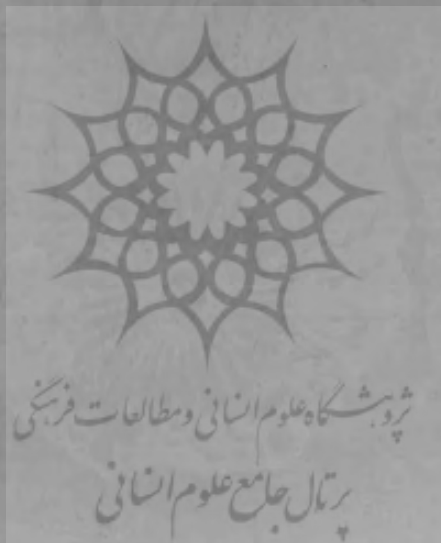 پژوهشگاه علوم انسانی و مطالعات فرهنگی
پرتال جامع علوم انسانی